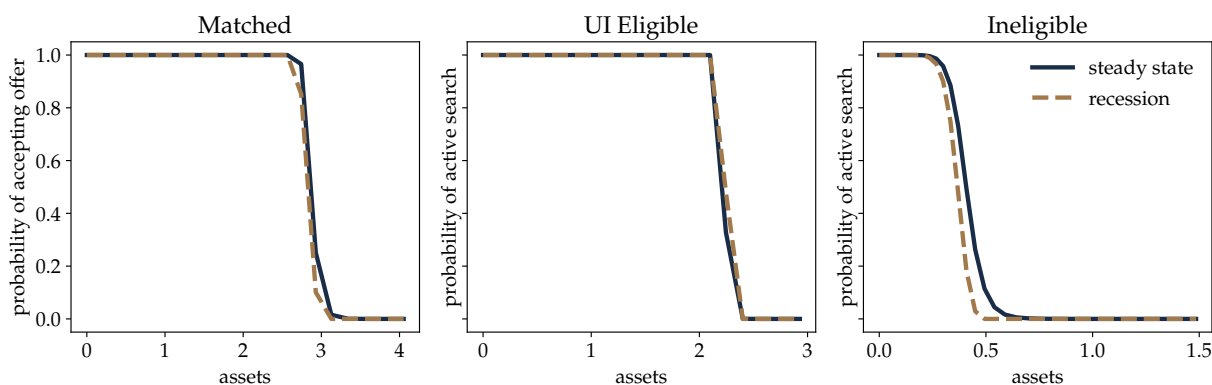 Matched
UI Eligible
Ineligible
probability of accepting offer
1.0
0.8
0.6
0.4
0.2
0.0
0
1
2
3
4
assets
probability of active search
0
1
2
3
assets
probability of active search
steady state
recession
0.0
0.5
1.0
1.5
assets